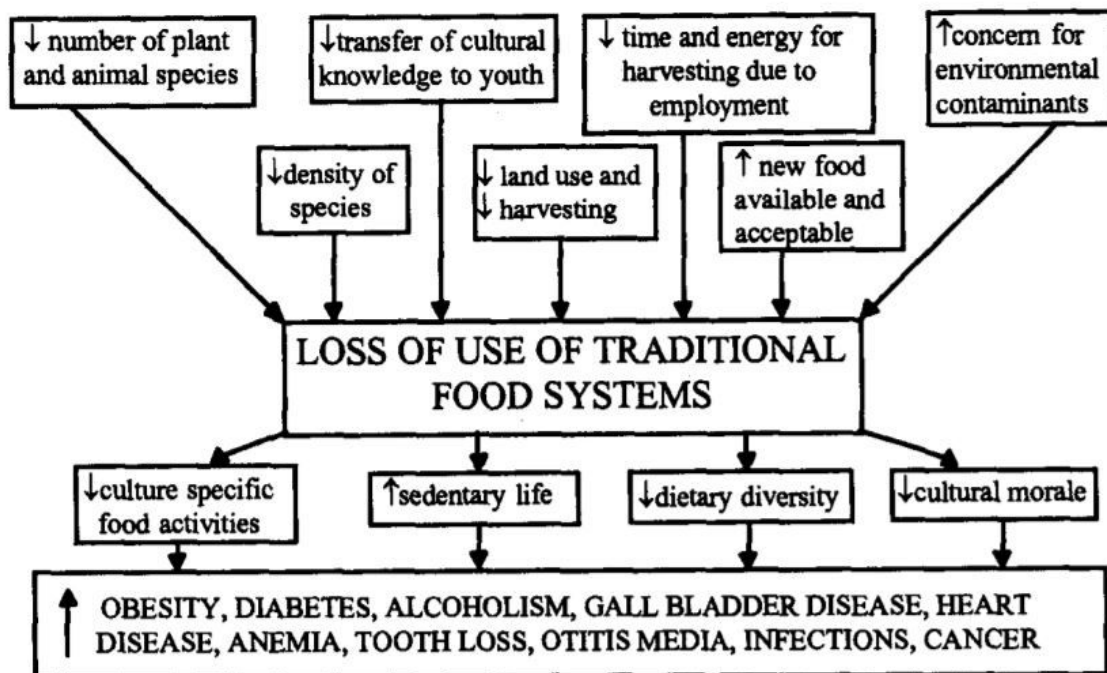 ↓ number of plant
and animal species
↓transfer of cultural
knowledge to youth
↓ time and energy for
harvesting due to
employment
↑concern for
environmental
contaminants
↓density of
species
↓ land use and
↓ harvesting
↑ new food
available and
acceptable
LOSS OF USE OF TRADITIONAL
FOOD SYSTEMS
↓culture specific
food activities
↑sedentary life
↓dietary diversity
↓cultural morale
↑ OBESITY, DIABETES, ALCOHOLISM, GALL BLADDER DISEASE, HEART
DISEASE, ANEMIA, TOOTH LOSS, OTITIS MEDIA, INFECTIONS, CANCER